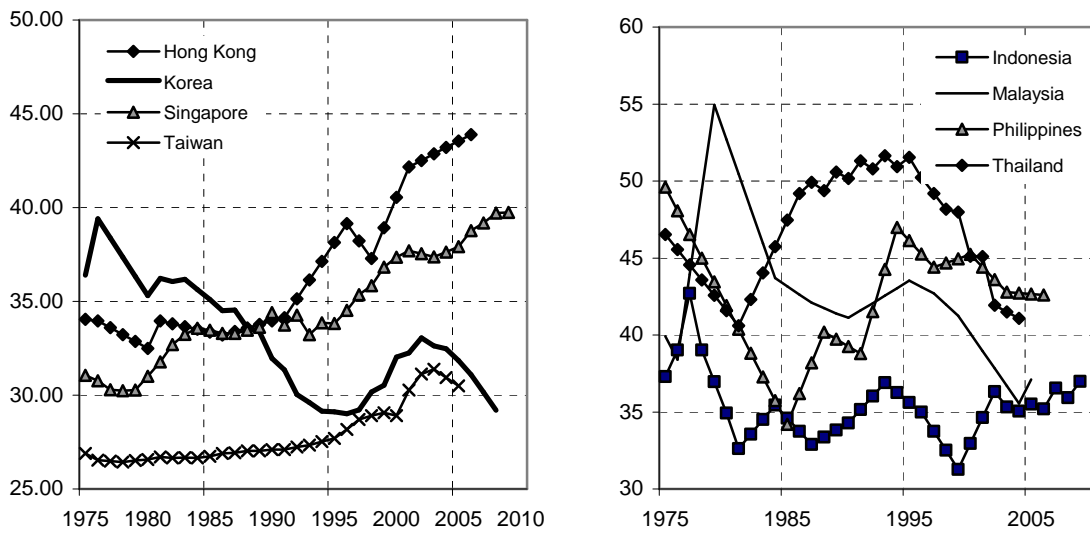 50.00
45.00
40.00
35.00
30.00
25.00
Hong Kong
Korea
Singapore
Taiwan
1975 1980 1985 1990 1995 2000 2005 2010
60
55
50
45
40
35
30
Indonesia
Malaysia
Philippines
Thailand
1975 1985 1995 2005